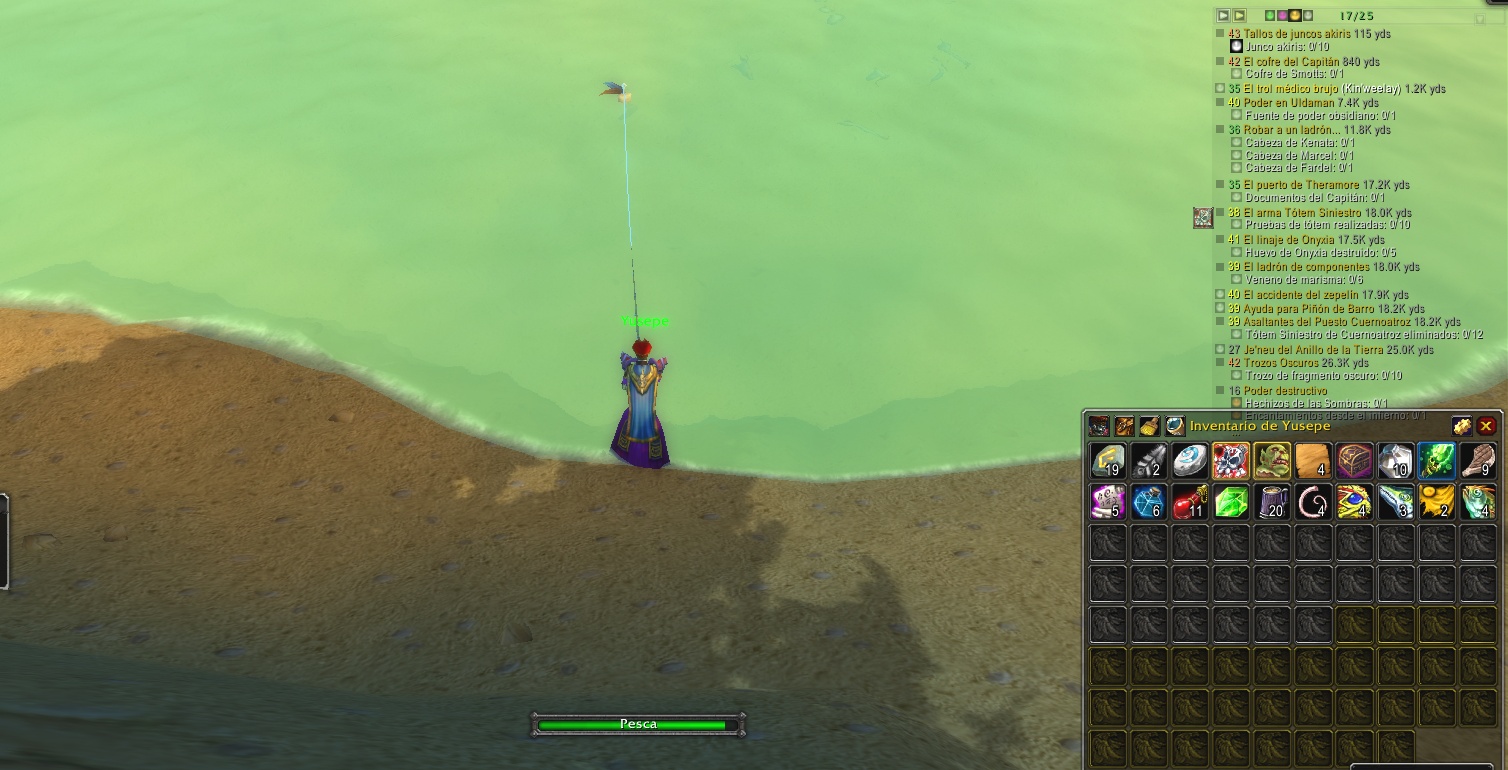 17/25
43 Tallos de juncos akiris 115 yds
Junco akiris: 0/10
42 El cofre del Capitán 840 yds
Cofre de Smotts: 0/1
35 El trol médico brujo (Kin'weelay) 1.2K yds
40 Poder en Uldaman 7.4K yds
Fuente de poder obsidiano: 0/1
36 Robar a un ladrón... 11.8K yds
Cabeza de Kenata: 0/1
Cabeza de Marcel: 0/1
Cabeza de Fardel: 0/1
35 El puerto de Theramore 17.2K yds
Documentos del Capitán: 0/1
38 El arma Tótem Siniestro 18.0K yds
Pruebas de tótem realizadas: 0/10
41 El linaje de Onyxia 17.5K yds
Huevo de Onyxia destruido: 0/5
39 El ladrón de componentes 18.0K yds
Veneno de marisma: 0/6
40 El accidente del zepelín 17.9K yds
39 Ayuda para Piñón de Barro 18.2K yds
39 Asaltantes del Puesto Cuernoatroz 18.2K yds
Tótem Siniestro de Cuernoatroz eliminados: 0/12
27 Je'neu del Anillo de la Tierra 25.0K yds
42 Trozos Oscuros 26.3K yds
Trozo de fragmento oscuro: 0/10
16 Poder destructivo
Hechizos de las Sombras: 0/1
Encantamientos desde el Infierno: 0/1
Yusepe
Inventario de Yusepe
19 2 4 10 9
5 6 11 20 4 4 3 2 4
Pesca